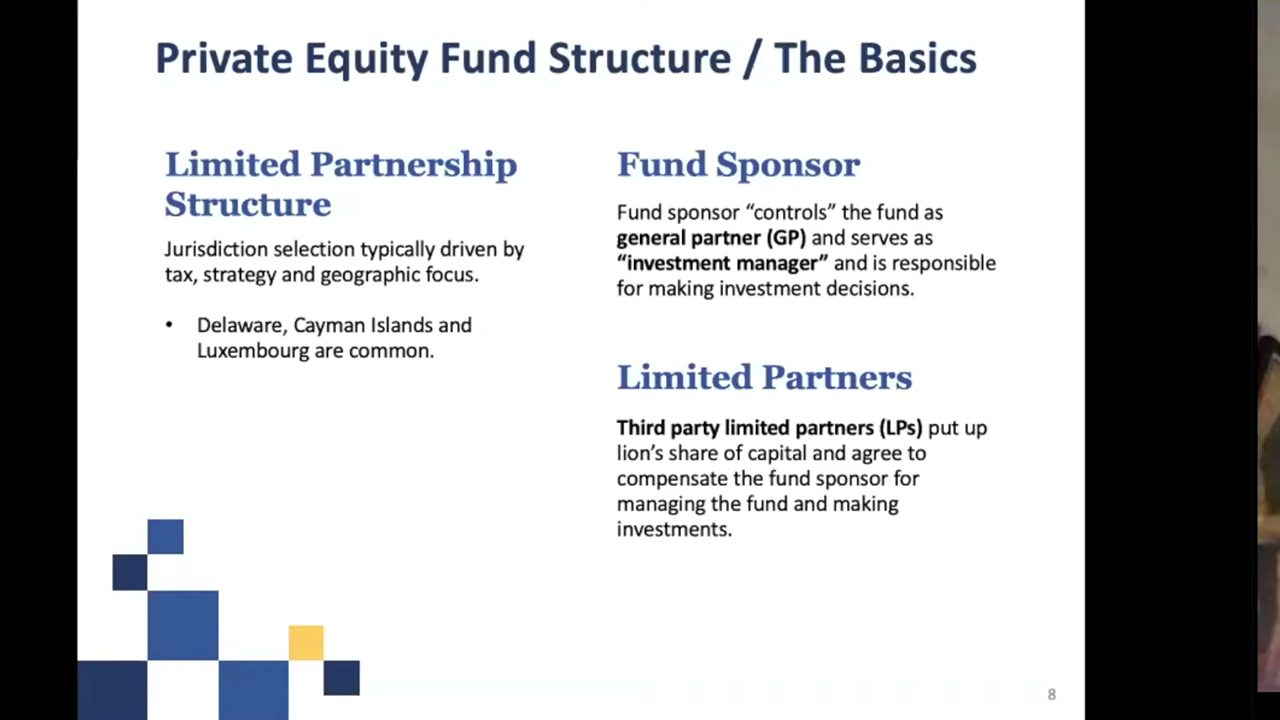 Private Equity Fund Structure / The Basics
Limited Partnership
Structure
Jurisdiction selection typically driven by
tax, strategy and geographic focus.
• Delaware, Cayman Islands and
Luxembourg are common.
Fund Sponsor
Fund sponsor “controls” the fund as
general partner (GP) and serves as
“investment manager” and is responsible
for making investment decisions.
Limited Partners
Third party limited partners (LPs) put up
lion’s share of capital and agree to
compensate the fund sponsor for
managing the fund and making
investments.
8